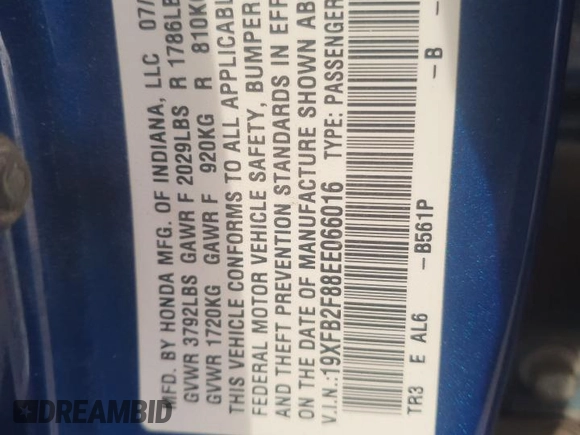 MFD. BY HONDA MFG. OF INDIANA, LLC 07/
GVWR 3792LBS GAWR F 2029LBS R 1786LB
GVWR 1720KG GAWR F 920KG R 810KG
THIS VEHICLE CONFORMS TO ALL APPLICABL
FEDERAL MOTOR VEHICLE SAFETY, BUMPER
AND THEFT PREVENTION STANDARDS IN EFF
ON THE DATE OF MANUFACTURE SHOWN AB
V.I.N.:19XFB2F88EE066016 TYPE: PASSENGER
TR3 E AL6 -B561P -B -
DREAMBID